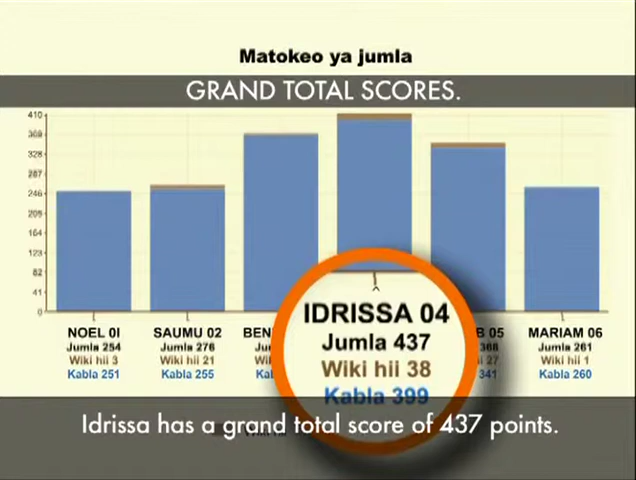 Matokeo ya jumla
GRAND TOTAL SCORES.
410
369
328
287
246
205
164
123
82
41
0
NOEL 01
Jumla 254
Wiki hii 3
Kabla 251
SAUMU 02
Jumla 276
Wiki hii 21
Kabla 255
IDRISSA 04
Jumla 437
Wiki hii 38
Kabla 399
05
368
27
341
MARIAM 06
Jumla 261
Wiki hii 1
Kabla 260
Idrissa has a grand total score of 437 points.